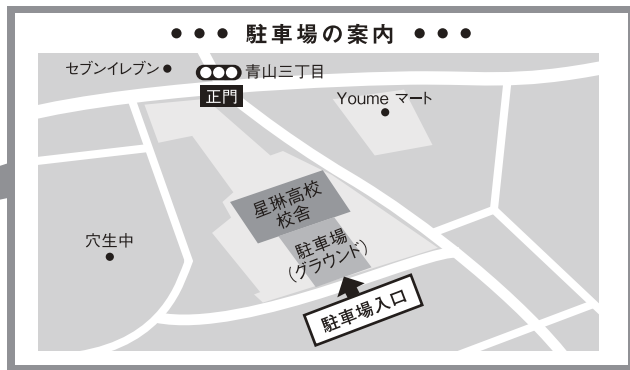 ● ● ● 駐車場の案内 ● ● ●
セブンイレブン●
青山三丁目
正門
Youme マート
星琳高校
校舎
穴生中
駐車場
(グラウンド)
駐車場入口